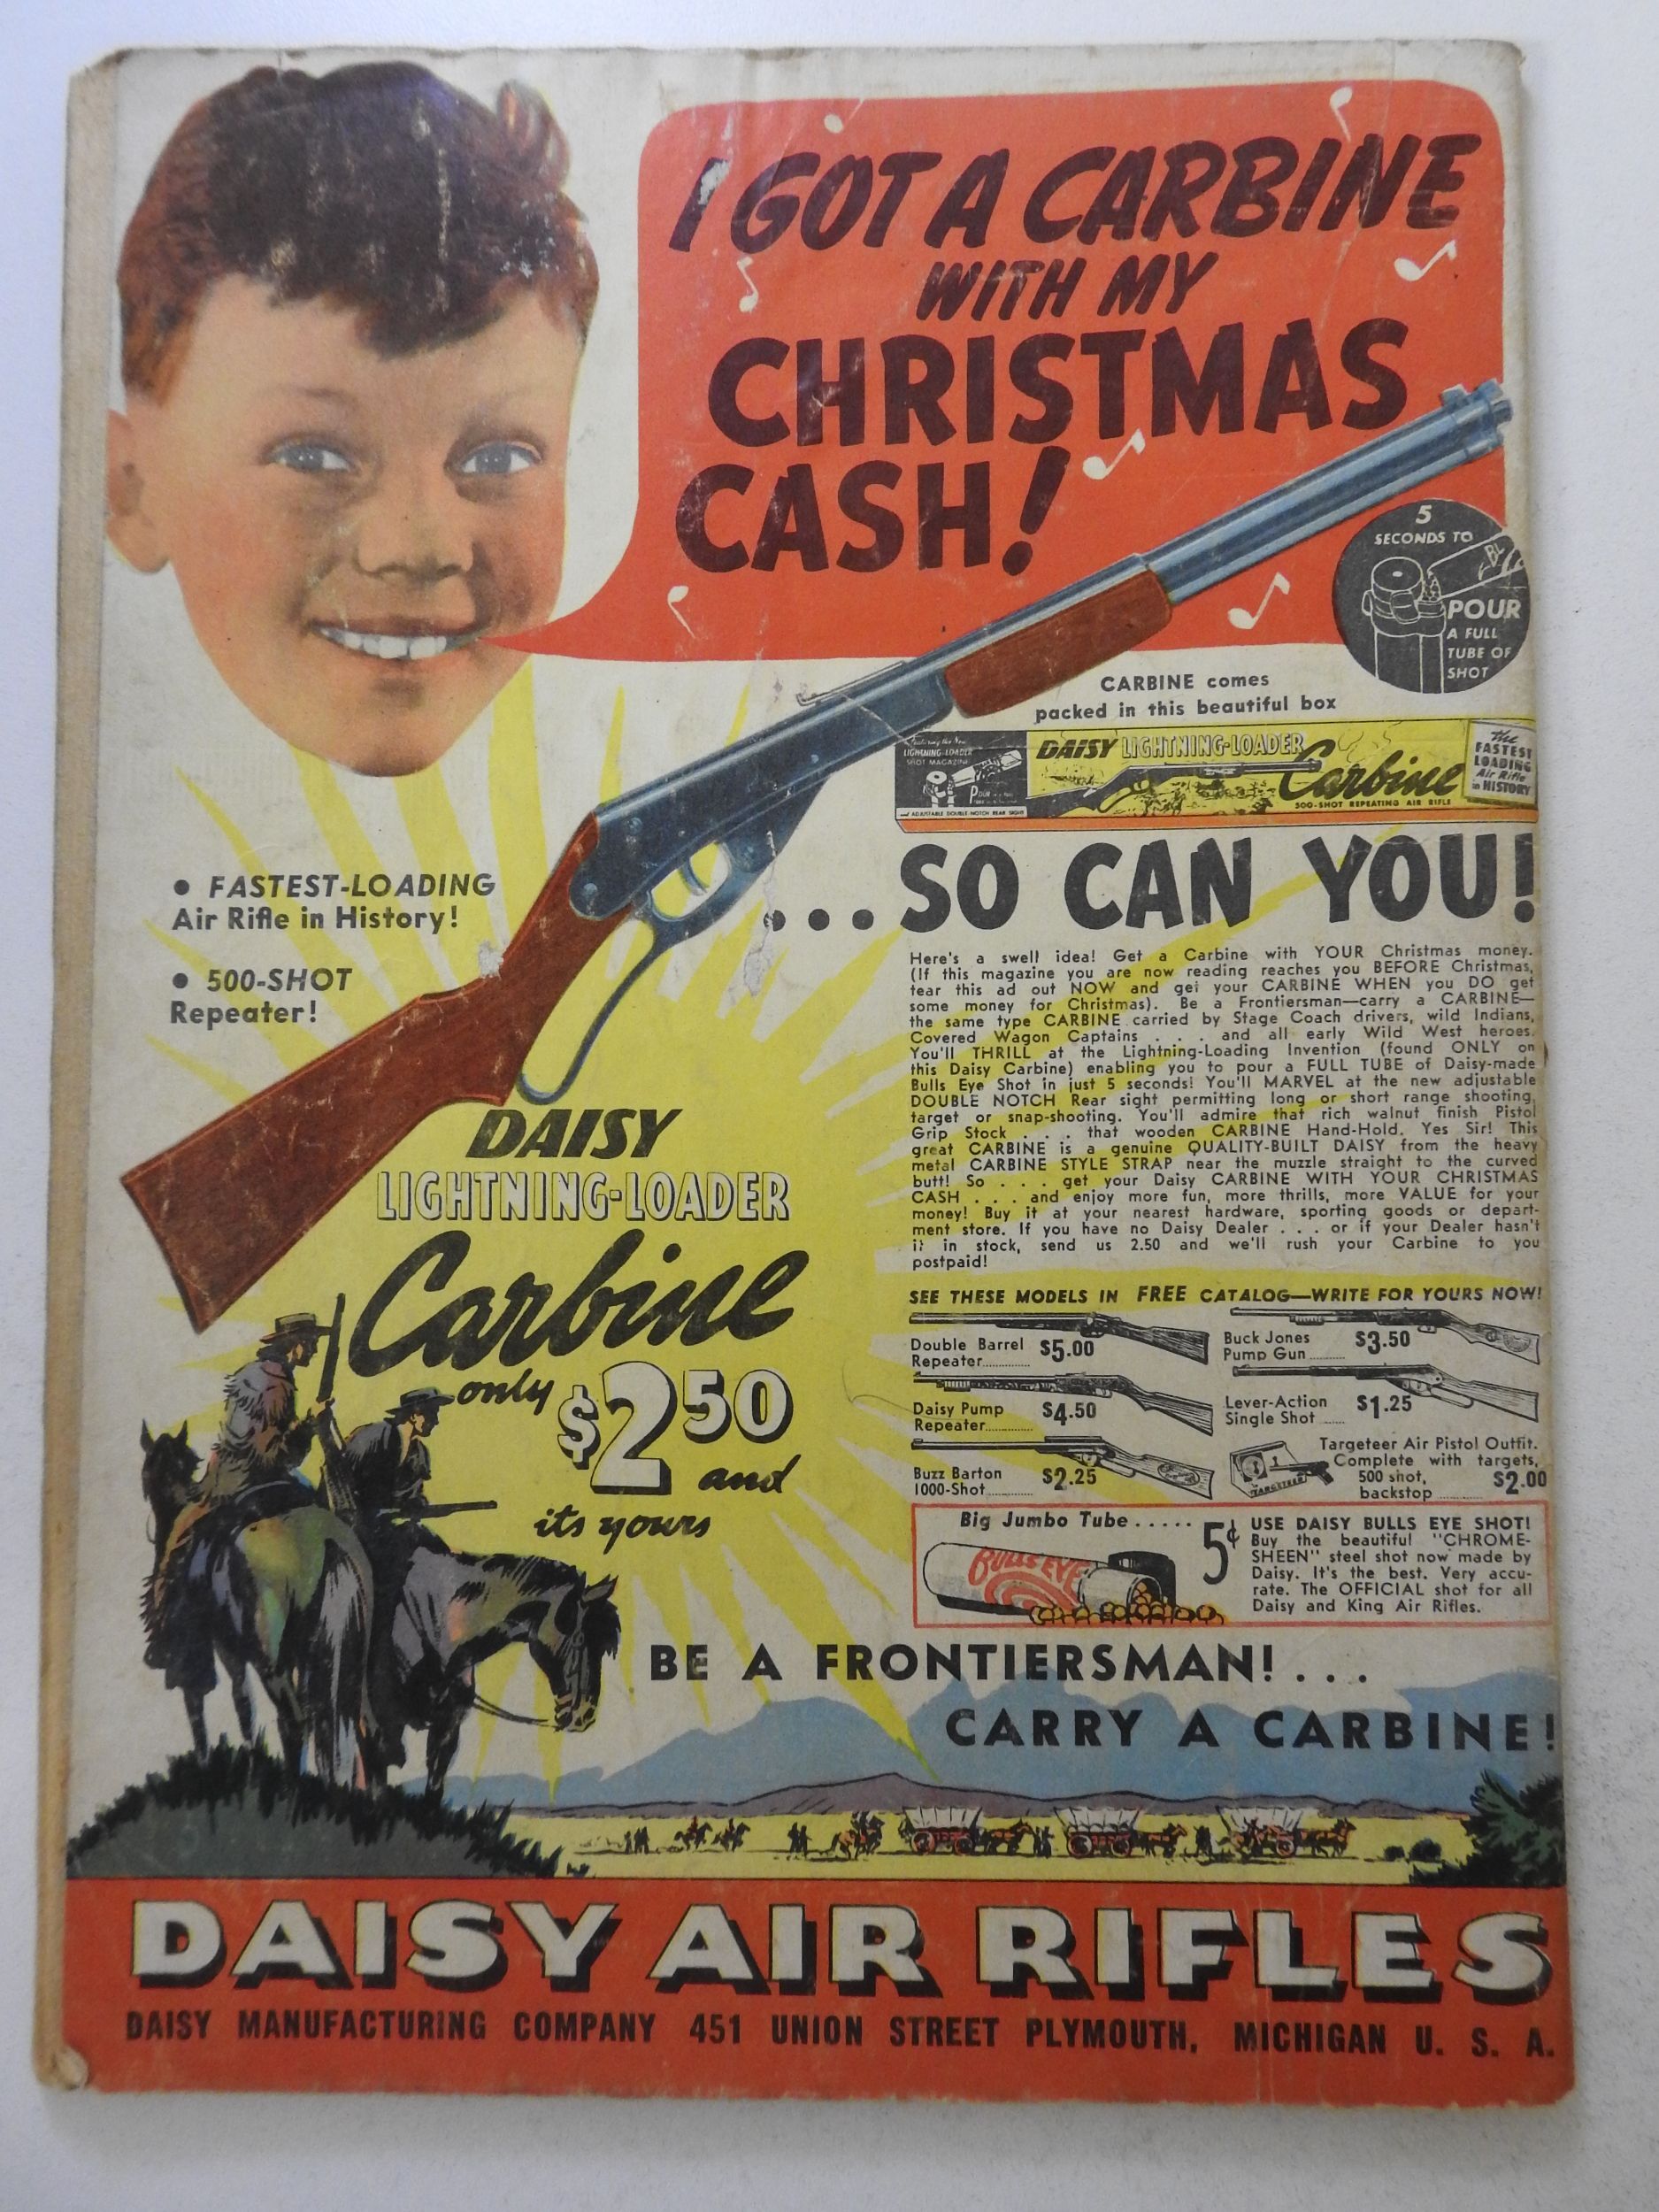 I GOT A CARBINE
WITH MY
CHRISTMAS
CASH!
5
SECONDS TO
POUR
A FULL
TUBE OF
SHOT
CARBINE comes
packed in this beautiful box
LIGHTNING-LOADER
SHOT MAGAZINE
POUR
and ADJUSTABLE DOUBLE-NOTCH REAR SIGHT
DAISY LIGHTNING-LOADER
Carbine
500-SHOT REPEATING AIR RIFLE
the
FASTEST
LOADING
Air Rifle
in HISTORY
...SO CAN YOU!
• FASTEST-LOADING
Air Rifle in History!
• 500-SHOT
Repeater!
Here's a swell idea! Get a Carbine with YOUR Christmas money.
(If this magazine you are now reading reaches you BEFORE Christmas,
tear this ad out NOW and get your CARBINE WHEN you DO get
some money for Christmas). Be a Frontiersman—carry a CARBINE—
the same type CARBINE carried by Stage Coach drivers, wild Indians,
Covered Wagon Captains . . . and all early Wild West heroes.
You'll THRILL at the Lightning-Loading Invention (found ONLY on
this Daisy Carbine) enabling you to pour a FULL TUBE of Daisy-made
Bulls Eye Shot in just 5 seconds! You'll MARVEL at the new adjustable
DOUBLE NOTCH Rear sight permitting long or short range shooting,
target or snap-shooting. You'll admire that rich walnut finish Pistol
Grip Stock . . . that wooden CARBINE Hand-Hold. Yes Sir! This
great CARBINE is a genuine QUALITY-BUILT DAISY from the heavy
metal CARBINE STYLE STRAP near the muzzle straight to the curved
butt! So . . . get your Daisy CARBINE WITH YOUR CHRISTMAS
CASH . . . and enjoy more fun, more thrills, more VALUE for your
money! Buy it at your nearest hardware, sporting goods or depart-
ment store. If you have no Daisy Dealer . . . or if your Dealer hasn't
it in stock, send us 2.50 and we'll rush your Carbine to you
postpaid!
DAISY
LIGHTNING-LOADER
Carbine
only $2.50 and
its yours
SEE THESE MODELS IN FREE CATALOG—WRITE FOR YOURS NOW!
Double Barrel
Repeater............ $5.00
Buck Jones
Pump Gun ......... $3.50
Daisy Pump
Repeater............ $4.50
Lever-Action
Single Shot ...... $1.25
Buzz Barton
1000-Shot............ $2.25
TARGETEER
Targeteer Air Pistol Outfit.
Complete with targets,
500 shot,
backstop ............ $2.00
Big Jumbo Tube ..... 5¢
BULLS EYE
USE DAISY BULLS EYE SHOT!
Buy the beautiful "CHROME-
SHEEN" steel shot now made by
Daisy. It's the best. Very accu-
rate. The OFFICIAL shot for all
Daisy and King Air Rifles.
BE A FRONTIERSMAN! ...
CARRY A CARBINE!
DAISY AIR RIFLES
DAISY MANUFACTURING COMPANY 451 UNION STREET PLYMOUTH, MICHIGAN U. S. A.